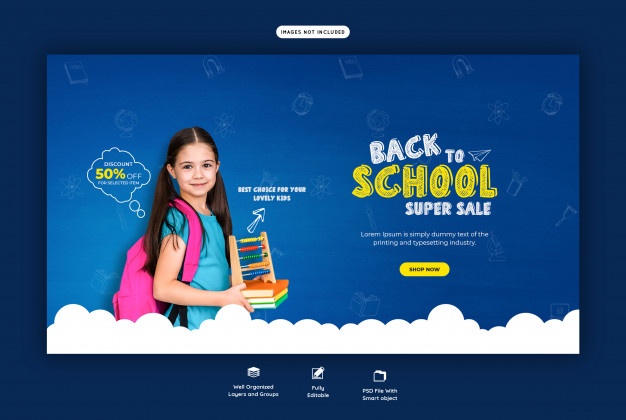 IMAGES NOT INCLUDED
DISCOUNT
50% OFF
FOR SELECTED ITEM
BEST CHOICE FOR YOUR
LOVELY KIDS
BACK TO
SCHOOL
SUPER SALE
Lorem Ipsum is simply dummy text of the
printing and typesetting industry.
SHOP NOW
Well Organized
Layers and Groups
Fully
Editable
PSD File With
Smart object